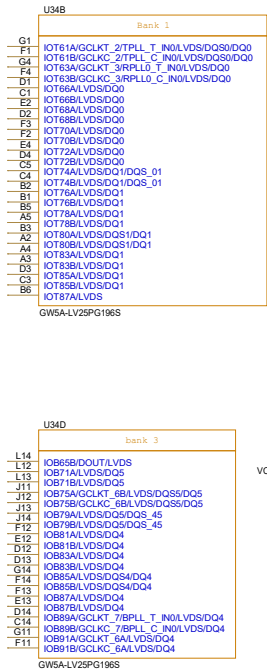 U34B
Bank 1
G1 IOT61A/GCLKT_2/TPLL_T_IN0/LVDS/DQS0/DQ0
F1 IOT61B/GCLKC_2/TPLL_C_IN0/LVDS/DQS0/DQ0
G4 IOT63A/GCLKT_3/RPLL0_T_IN0/LVDS/DQ0
F4 IOT63B/GCLKC_3/RPLL0_C_IN0/LVDS/DQ0
D1 IOT66A/LVDS/DQ0
C1 IOT66B/LVDS/DQ0
E2 IOT68A/LVDS/DQ0
D2 IOT68B/LVDS/DQ0
F3 IOT70A/LVDS/DQ0
F2 IOT70B/LVDS/DQ0
E4 IOT72A/LVDS/DQ0
D4 IOT72B/LVDS/DQ0
C5 IOT74A/LVDS/DQ1/DQS_01
C4 IOT74B/LVDS/DQ1/DQS_01
B2 IOT76A/LVDS/DQ1
B1 IOT76B/LVDS/DQ1
B5 IOT78A/LVDS/DQ1
A5 IOT78B/LVDS/DQ1
B3 IOT80A/LVDS/DQS1/DQ1
A2 IOT80B/LVDS/DQS1/DQ1
A4 IOT83A/LVDS/DQ1
A3 IOT83B/LVDS/DQ1
D3 IOT85A/LVDS/DQ1
C3 IOT85B/LVDS/DQ1
B6 IOT87A/LVDS
GW5A-LV25PG196S
U34D
bank 3
L14 IOB65B/DOUT/LVDS
L12 IOB71A/LVDS/DQ5
L13 IOB71B/LVDS/DQ5
J11 IOB75A/GCLKT_6B/LVDS/DQS5/DQ5
J12 IOB75B/GCLKC_6B/LVDS/DQS5/DQ5
J13 IOB79A/LVDS/DQ5/DQS_45
J14 IOB79B/LVDS/DQ5/DQS_45
F12 IOB81A/LVDS/DQ4
E12 IOB81B/LVDS/DQ4
D12 IOB83A/LVDS/DQ4
D13 IOB83B/LVDS/DQ4
G14 IOB85A/LVDS/DQS4/DQ4
F14 IOB85B/LVDS/DQS4/DQ4
F13 IOB87A/LVDS/DQ4
E13 IOB87B/LVDS/DQ4
D14 IOB89A/GCLKT_7/BPLL_T_IN0/LVDS/DQ4
C14 IOB89B/GCLKC_7/BPLL_C_IN0/LVDS/DQ4
G11 IOB91A/GCLKT_6A/LVDS/DQ4
F11 IOB91B/GCLKC_6A/LVDS/DQ4
GW5A-LV25PG196S